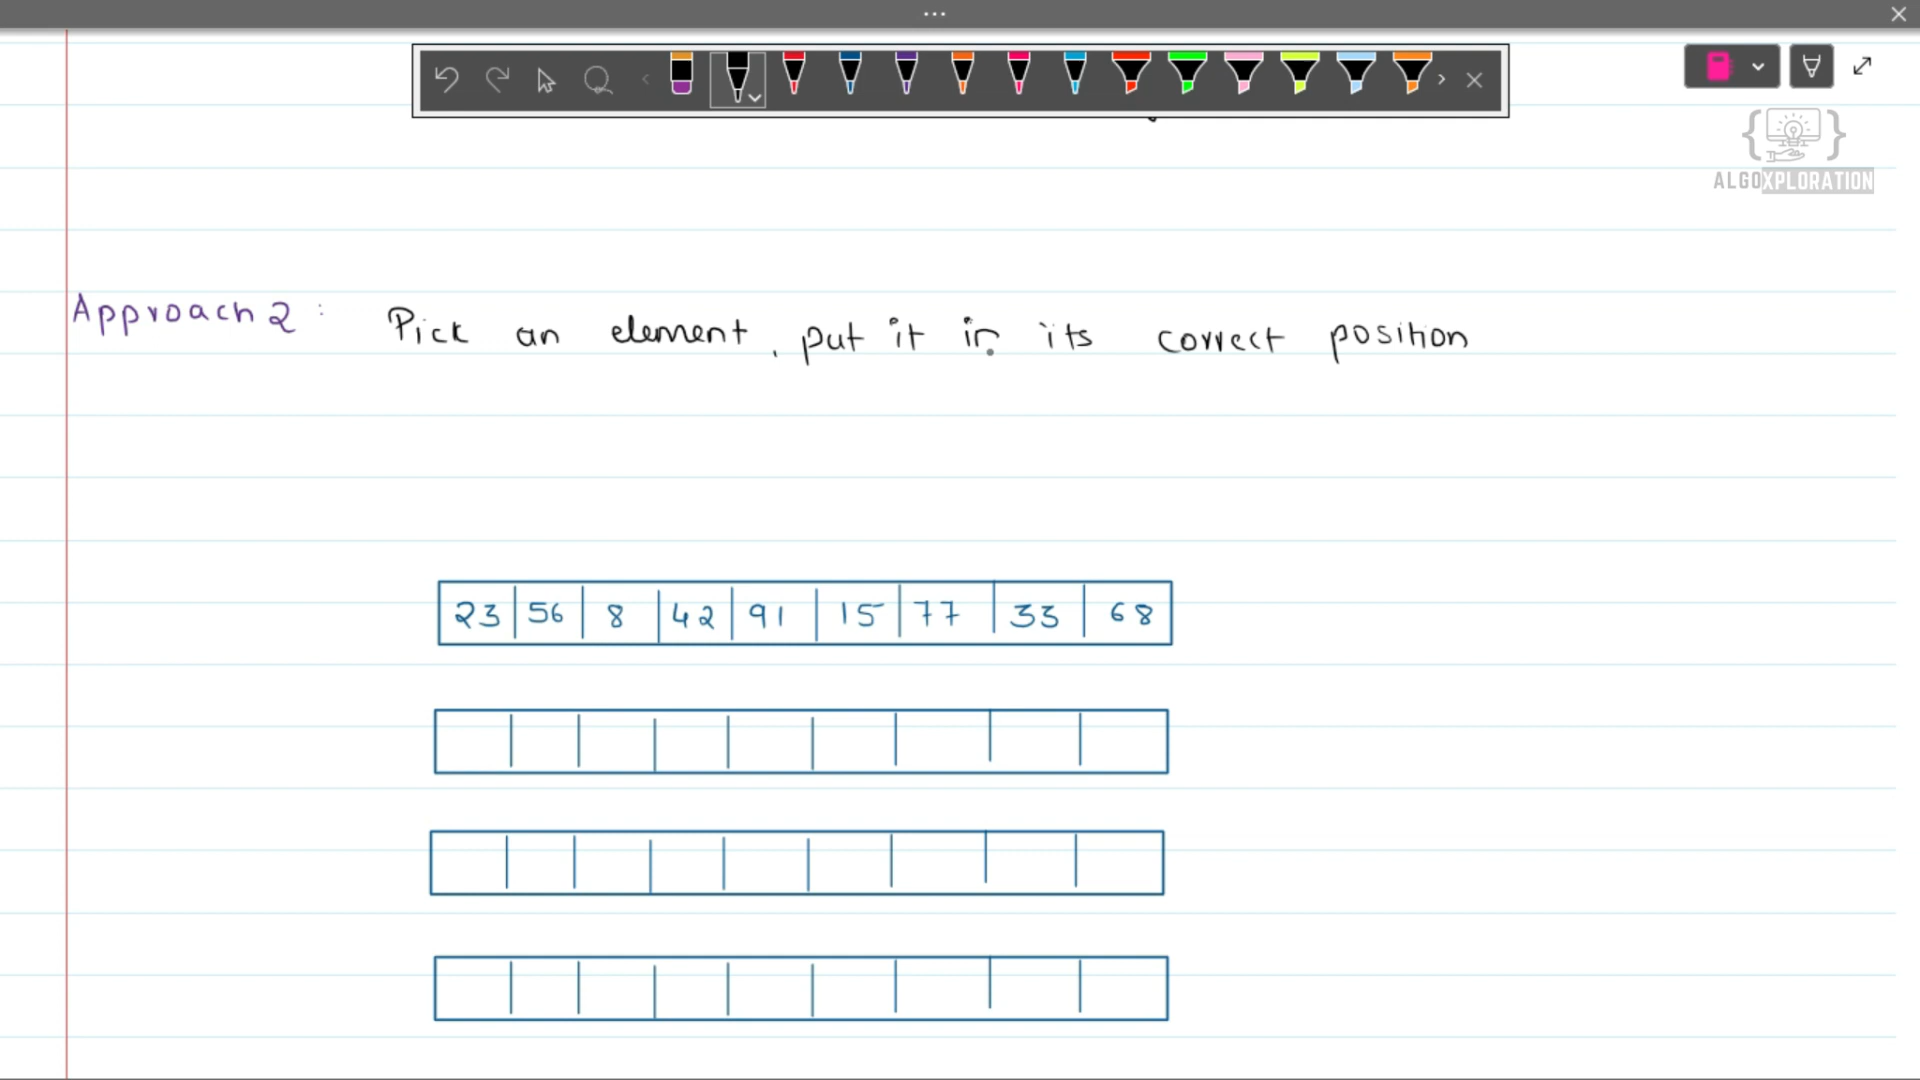 ALGOXPLORATION
Approach 2 : Pick an element, put it in its correct position
23 56 8 42 91 15 77 33 68